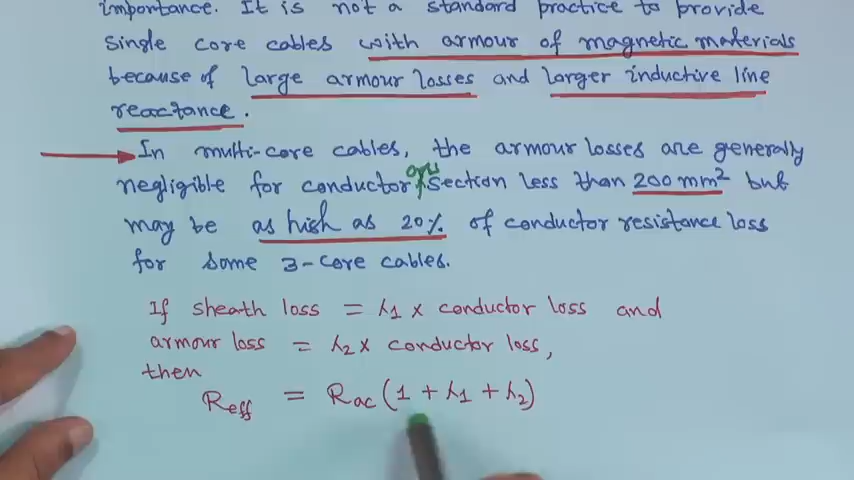 importance. It is not a standard practice to provide
single core cables with armour of magnetic materials
because of large armour losses and larger inductive line
reactance.
In multi-core cables, the armour losses are generally
negligible for conductor section less than 200 mm² but
may be as high as 20% of conductor resistance loss
for some 3-core cables.
If sheath loss = λ1 x conductor loss and
armour loss = λ2 x conductor loss,
then
Reff = Rac (1 + λ1 + λ2)